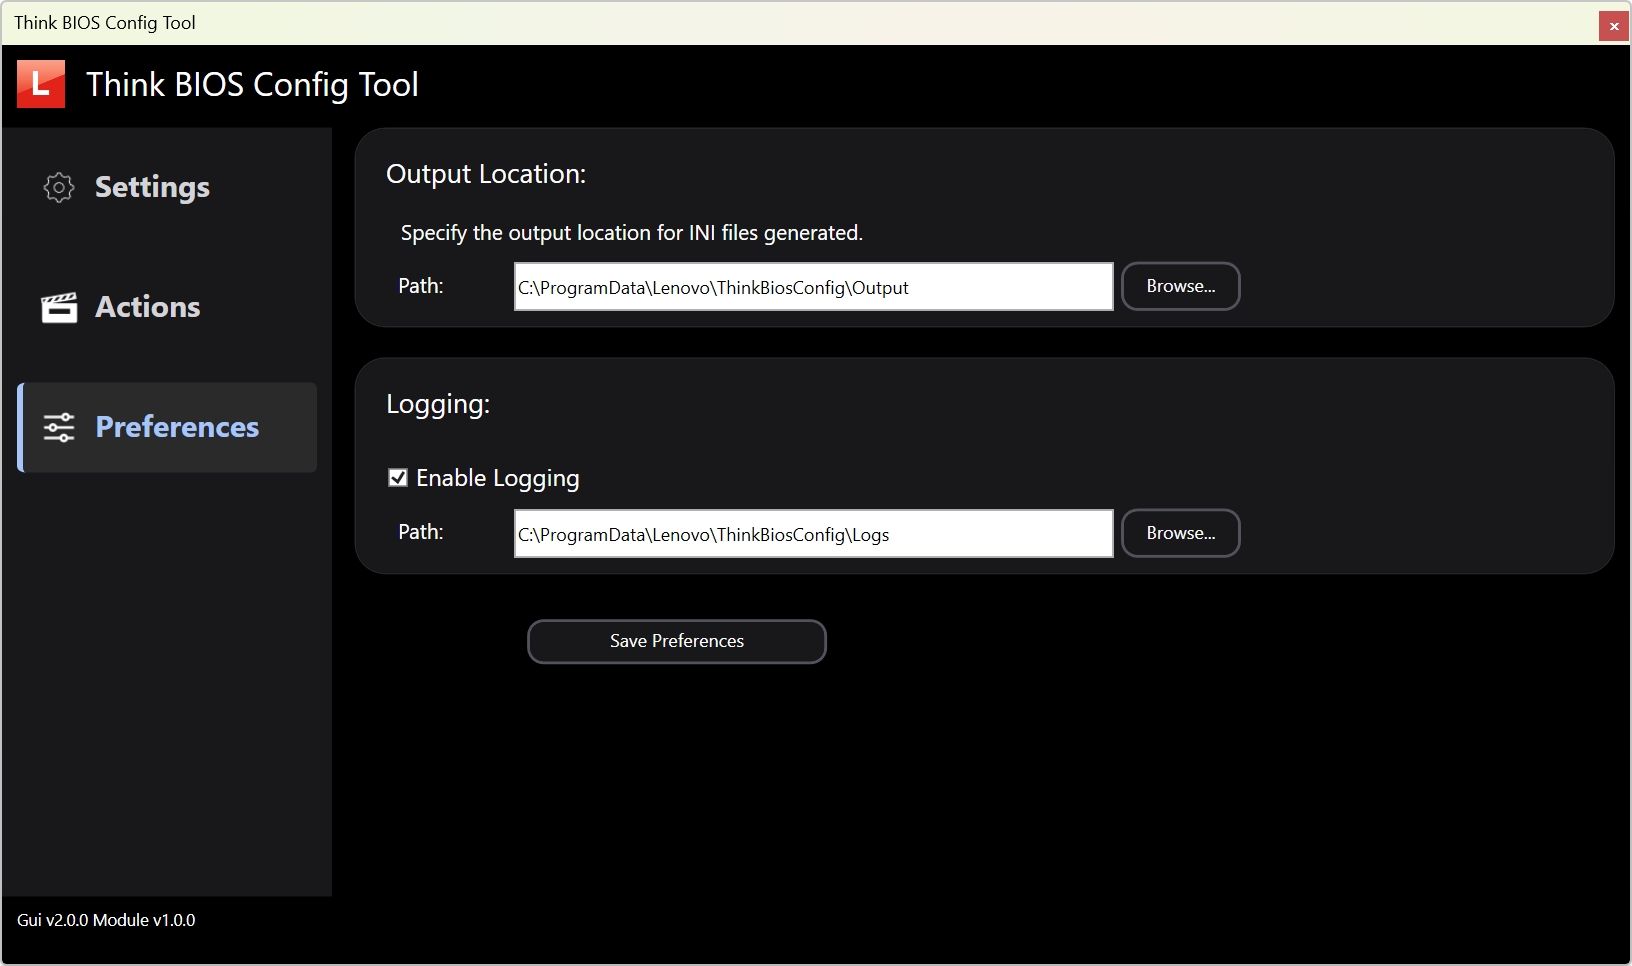 Think BIOS Config Tool
L Think BIOS Config Tool
Settings
Actions
Preferences
Output Location:
Specify the output location for INI files generated.
Path: C:\ProgramData\Lenovo\ThinkBiosConfig\Output Browse...
Logging:
Enable Logging
Path: C:\ProgramData\Lenovo\ThinkBiosConfig\Logs Browse...
Save Preferences
Gui v2.0.0 Module v1.0.0